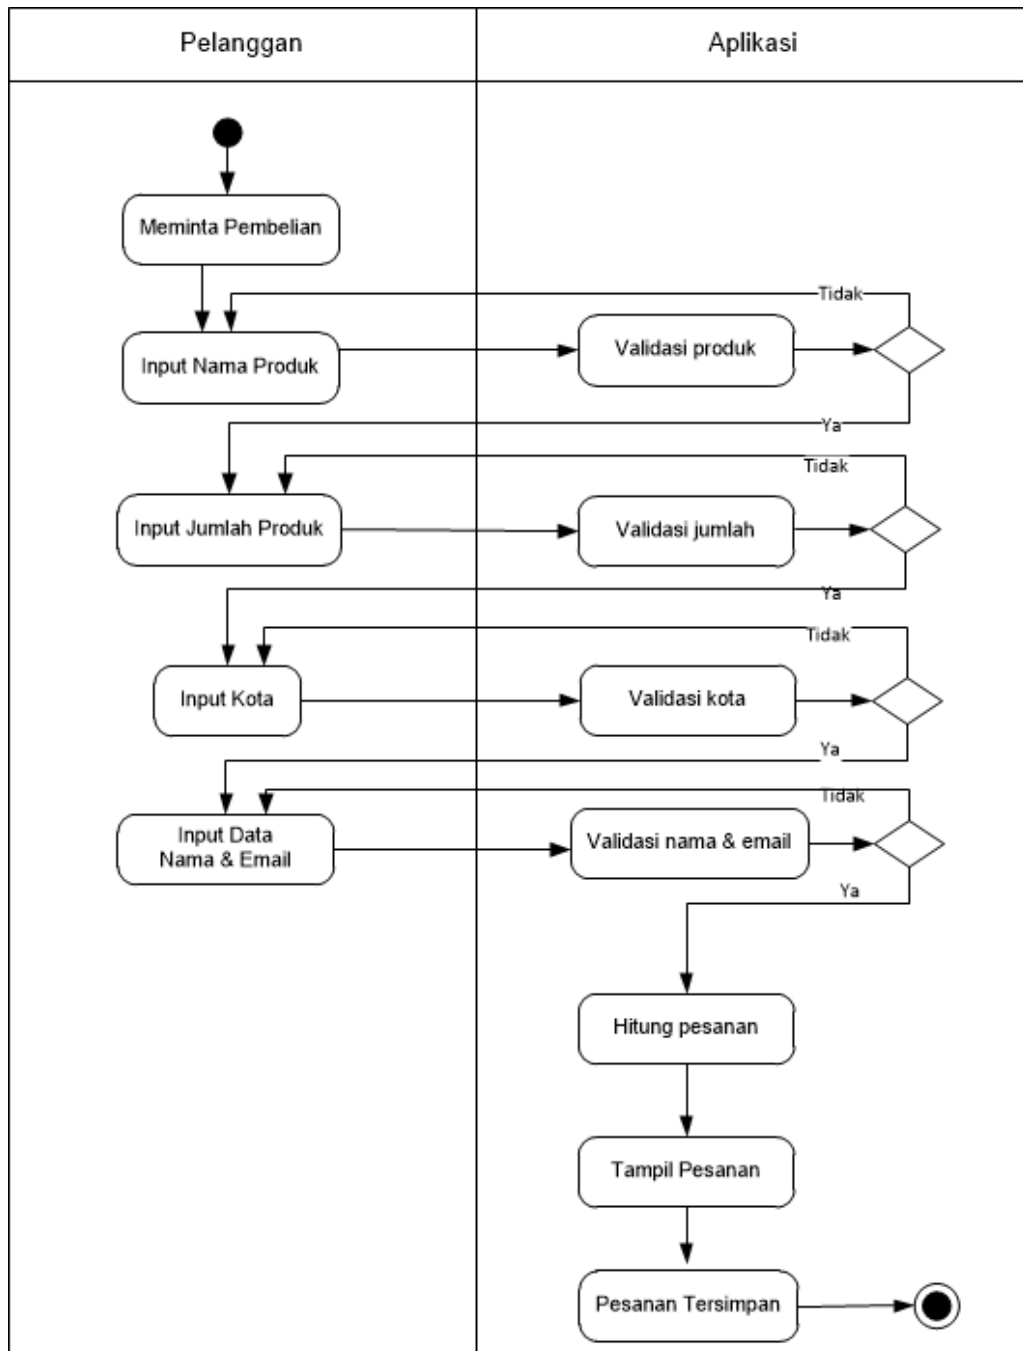 Pelanggan
Aplikasi
Meminta Pembelian
Tidak
Input Nama Produk
Validasi produk
Ya
Tidak
Input Jumlah Produk
Validasi jumlah
Ya
Tidak
Input Kota
Validasi kota
Ya
Tidak
Input Data
Nama & Email
Validasi nama & email
Ya
Hitung pesanan
Tampil Pesanan
Pesanan Tersimpan